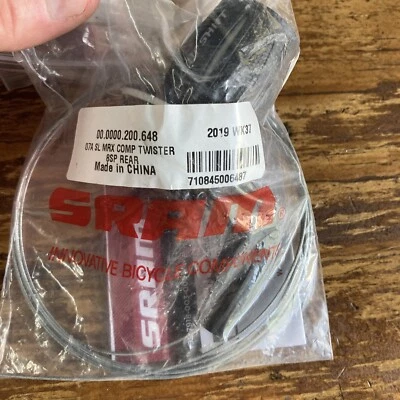 00.0000.200.648
2019 WK37
07A SL MRX COMP TWISTER
6SP REAR
Made in CHINA
710845006487
SRAM®
INNOVATIVE BICYCLE COMPONENTS
SRAM